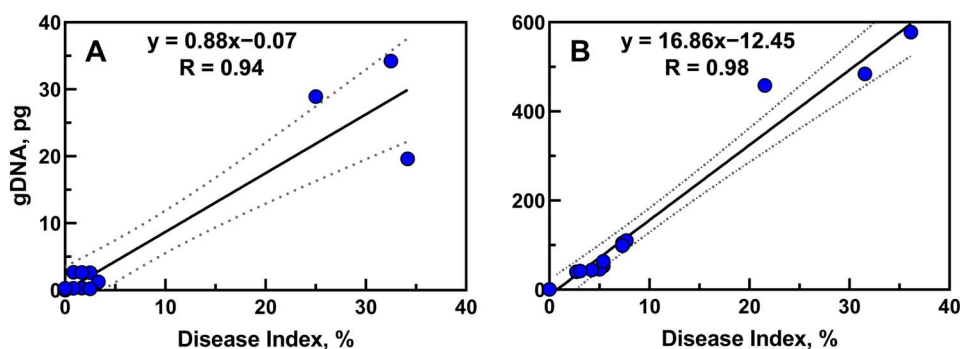 A
y = 0.88x−0.07
R = 0.94
gDNA, pg
40
30
20
10
0
0 10 20 30 40
Disease Index, %
B
y = 16.86x−12.45
R = 0.98
600
400
200
0
0 10 20 30 40
Disease Index, %